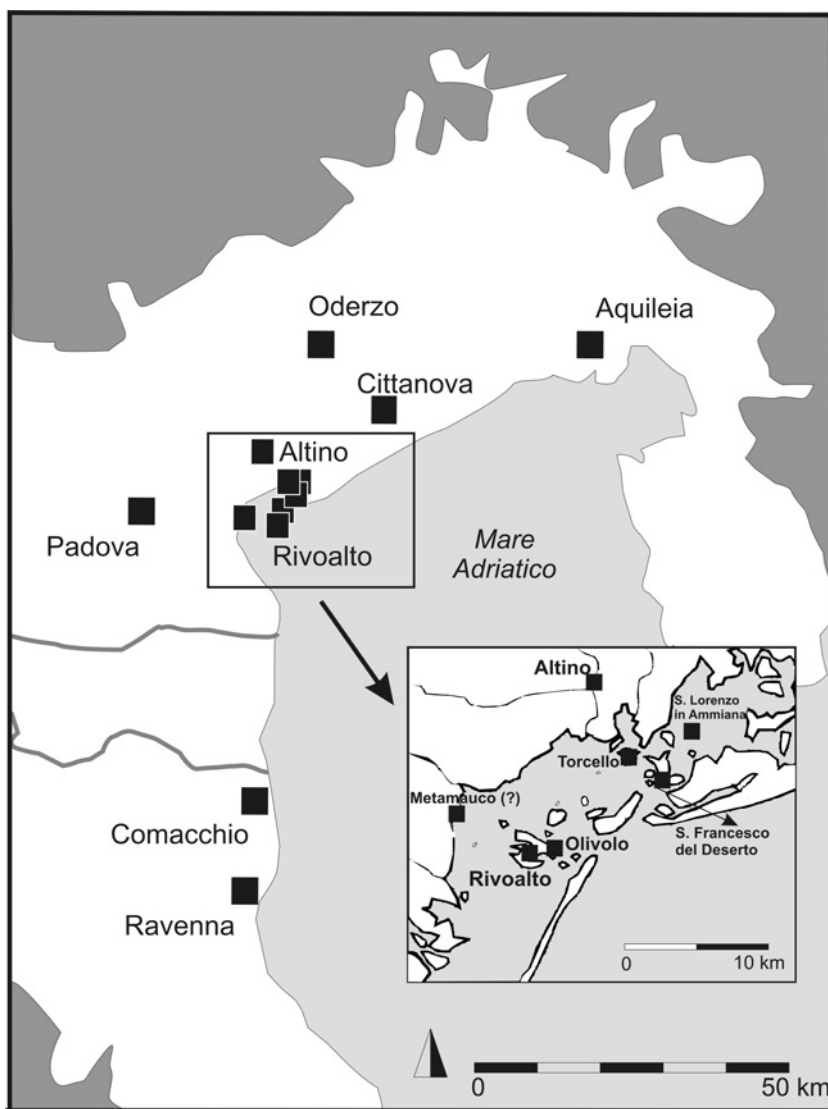 Oderzo
Aquileia
Cittanova
Altino
Padova
Rivoalto
Mare
Adriatico
Comacchio
Ravenna
Altino
S. Lorenzo
in Ammiana
Torcello
Metamauco (?)
S. Francesco
del Deserto
Olivolo
Rivoalto
0
10 km
0
50 km